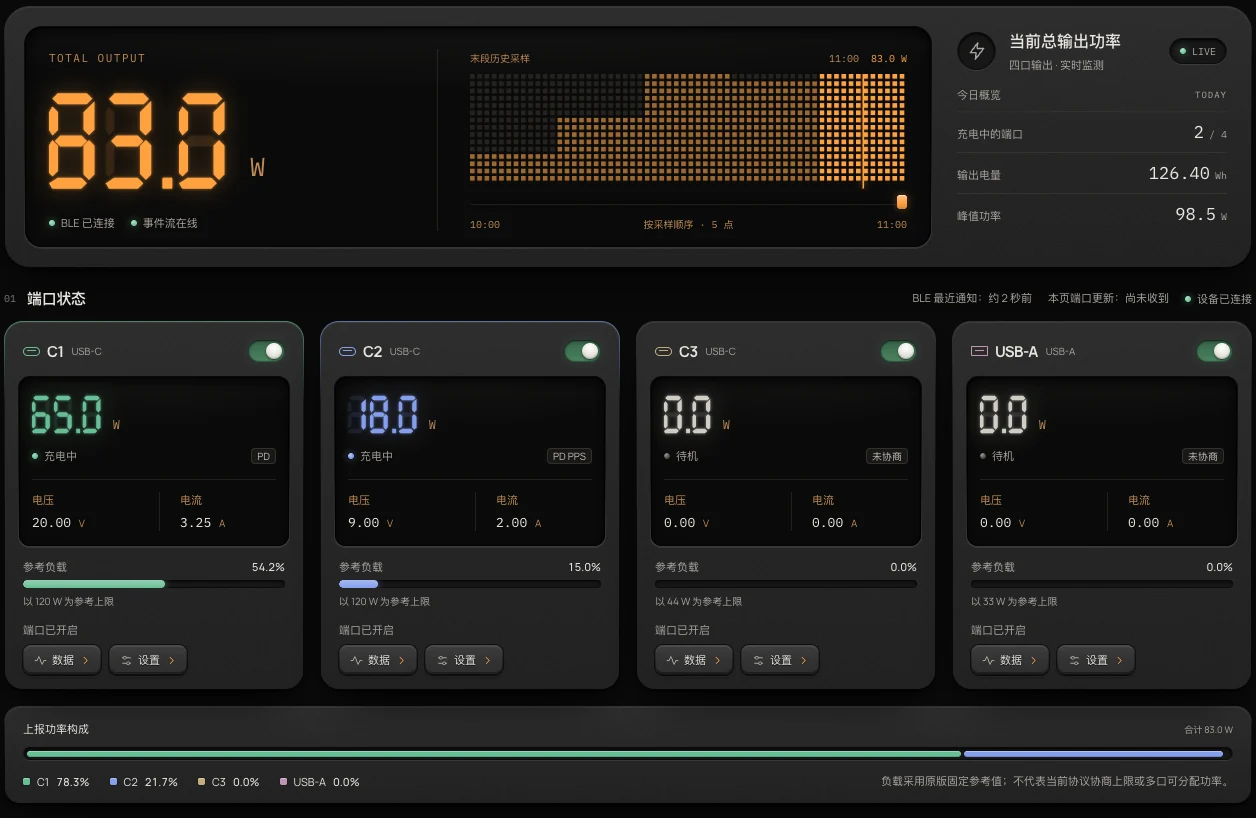 TOTAL OUTPUT
83.0 W
BLE 已连接 事件流在线
末段历史采样 11:00 83.0 W
10:00 按采样顺序 · 5 点 11:00
当前总输出功率
四口输出 · 实时监测
LIVE
今日概览 TODAY
充电中的端口 2 / 4
输出电量 126.40 Wh
峰值功率 98.5 W
01 端口状态
BLE 最近通知：约 2 秒前 本页端口更新：尚未收到 设备已连接
C1 USB-C
65.0 W
充电中 PD
电压 电流
20.00 V 3.25 A
参考负载 54.2%
以 120 W 为参考上限
端口已开启
数据 设置
C2 USB-C
18.0 W
充电中 PD PPS
电压 电流
9.00 V 2.00 A
参考负载 15.0%
以 120 W 为参考上限
端口已开启
数据 设置
C3 USB-C
0.0 W
待机 未协商
电压 电流
0.00 V 0.00 A
参考负载 0.0%
以 44 W 为参考上限
端口已开启
数据 设置
USB-A USB-A
0.0 W
待机 未协商
电压 电流
0.00 V 0.00 A
参考负载 0.0%
以 33 W 为参考上限
端口已开启
数据 设置
上报功率构成 合计 83.0 W
C1 78.3% C2 21.7% C3 0.0% USB-A 0.0%
负载采用原版固定参考值；不代表当前协议协商上限或多口可分配功率。